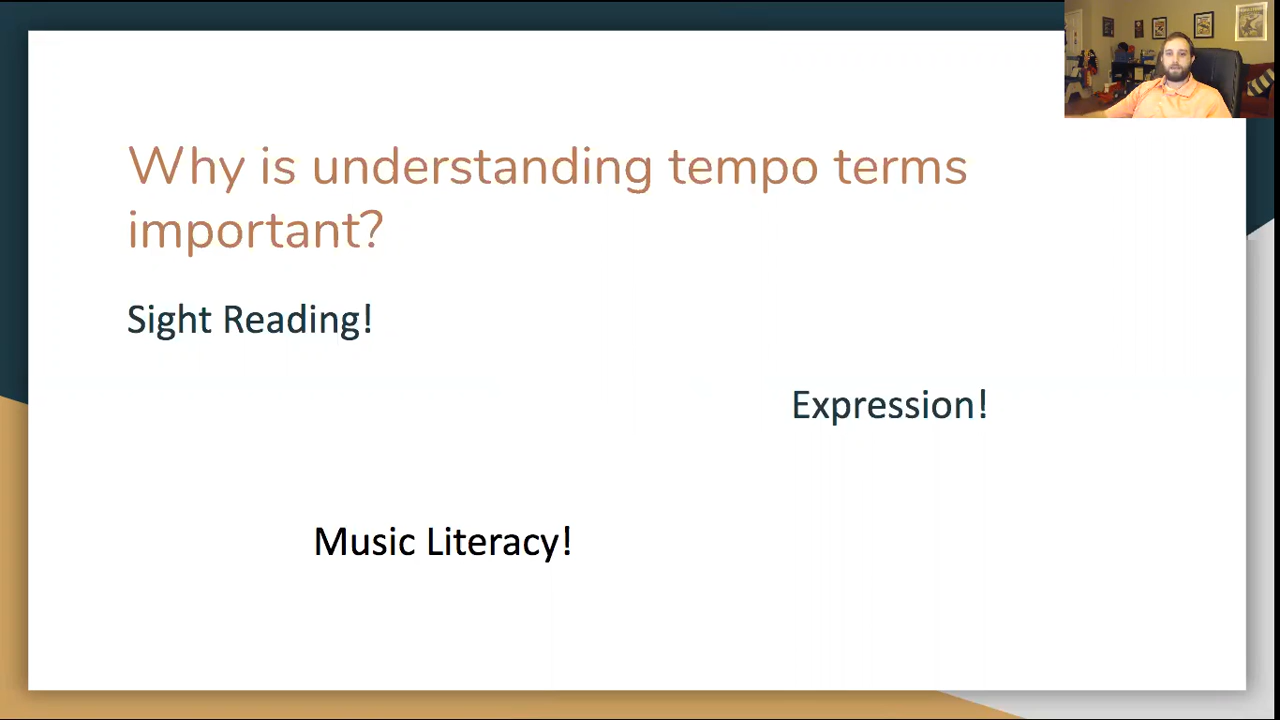 Why is understanding tempo terms
important?
Sight Reading!
Expression!
Music Literacy!